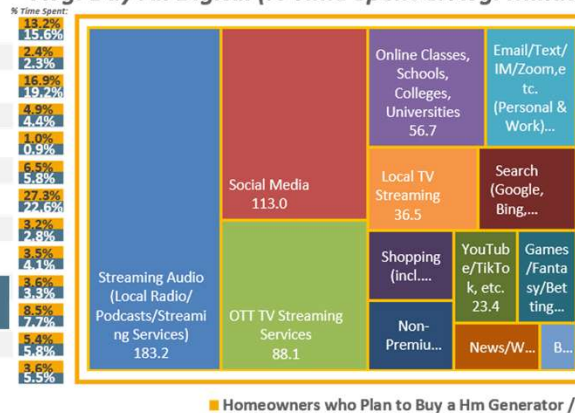 % Time Spent:
13.2%
15.6%
2.4%
2.3%
16.9%
19.2%
4.9%
4.4%
1.0%
0.9%
6.5%
5.8%
27.3%
22.6%
3.2%
2.8%
3.5%
4.1%
3.6%
3.3%
8.5%
7.7%
5.4%
5.8%
3.6%
5.5%
Streaming Audio
(Local Radio/
Podcasts/Streami
ng Services)
183.2
Social Media
113.0
OTT TV Streaming
Services
88.1
Online Classes,
Schools,
Colleges,
Universities
56.7
Email/Text/
IM/Zoom,e
tc.
(Personal &
Work)...
Local TV
Streaming
36.5
Search
(Google,
Bing,...
Shopping
(incl....
YouTub
e/TikTo
k, etc.
23.4
Games
/Fanta
sy/Bet
ting...
Non-
Premiu...
News/W...
B...
Homeowners who Plan to Buy a Hm Generator /